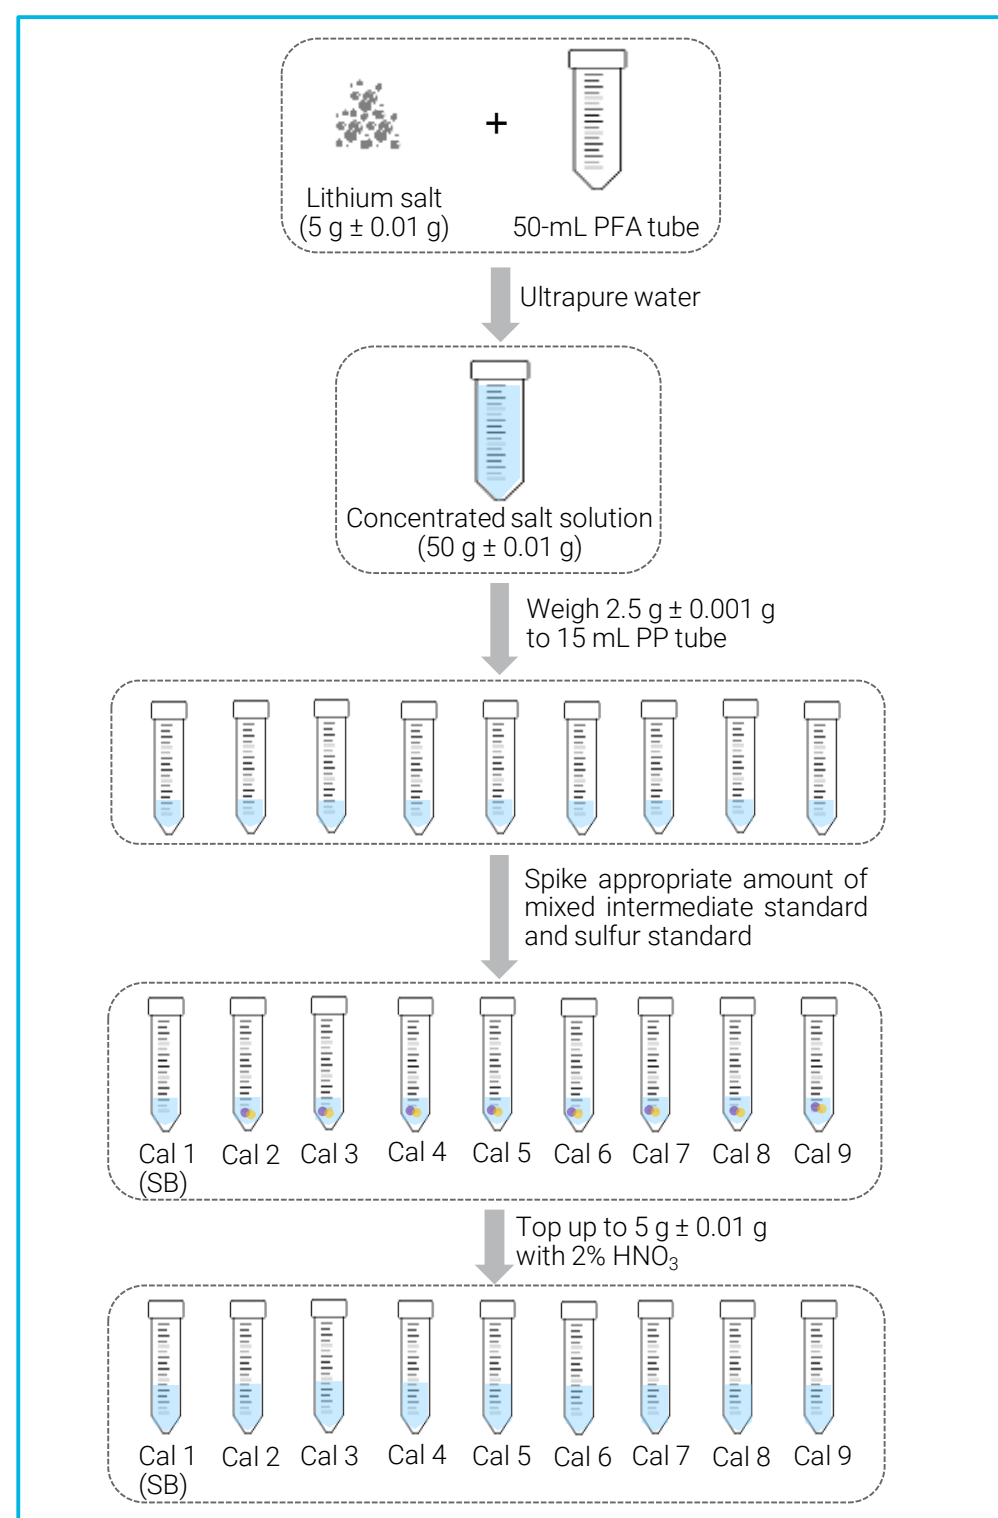 +
Lithium salt
(5 g ± 0.01 g)
50-mL PFA tube
Ultrapure water
Concentrated salt solution
(50 g ± 0.01 g)
Weigh 2.5 g ± 0.001 g
to 15 mL PP tube
Spike appropriate amount of
mixed intermediate standard
and sulfur standard
Cal 1
(SB)
Cal 2
Cal 3
Cal 4
Cal 5
Cal 6
Cal 7
Cal 8
Cal 9
Top up to 5 g ± 0.01 g
with 2% HNO₃
Cal 1
(SB)
Cal 2
Cal 3
Cal 4
Cal 5
Cal 6
Cal 7
Cal 8
Cal 9